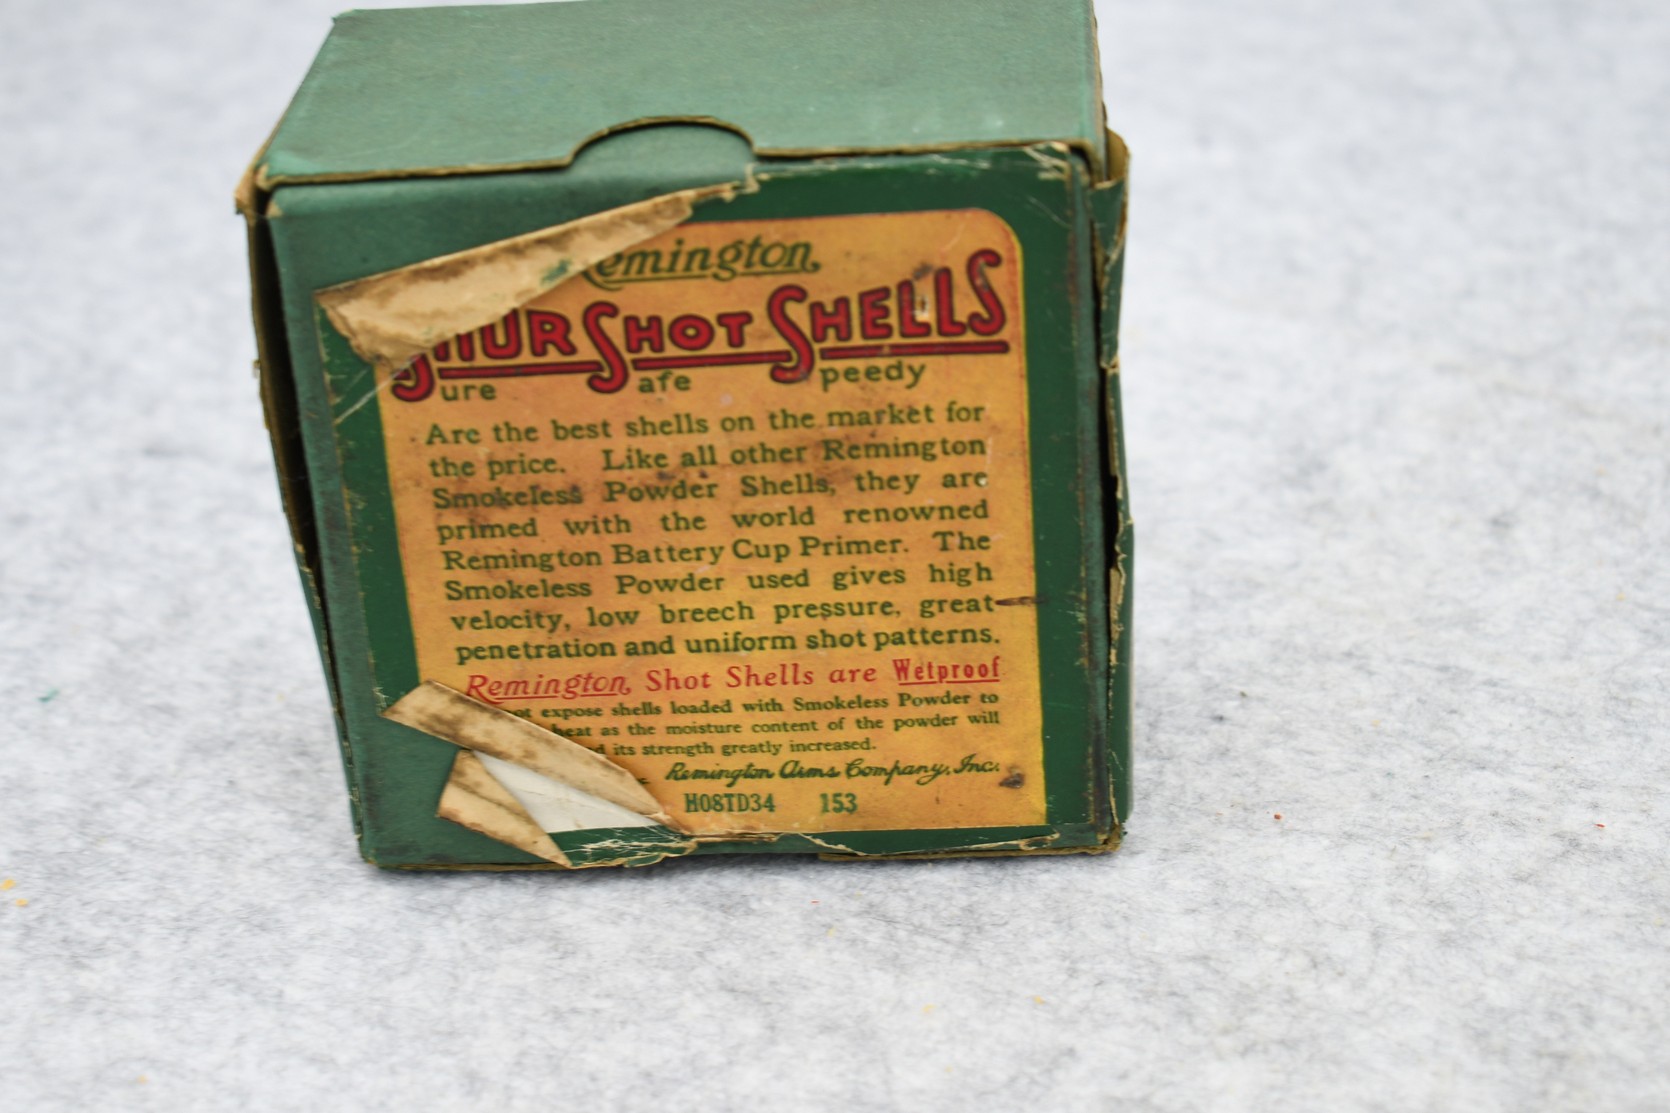 Remington,
SHUR SHOT SHELLS
ure afe peedy
Are the best shells on the market for
the price. Like all other Remington
Smokeless Powder Shells, they are
primed with the world renowned
Remington Battery Cup Primer. The
Smokeless Powder used gives high
velocity, low breech pressure, great
penetration and uniform shot patterns.
Remington, Shot Shells are Wetproof
ot expose shells loaded with Smokeless Powder to
heat as the moisture content of the powder will
d its strength greatly increased.
Remington Arms Company, Inc.
H08TD34 153